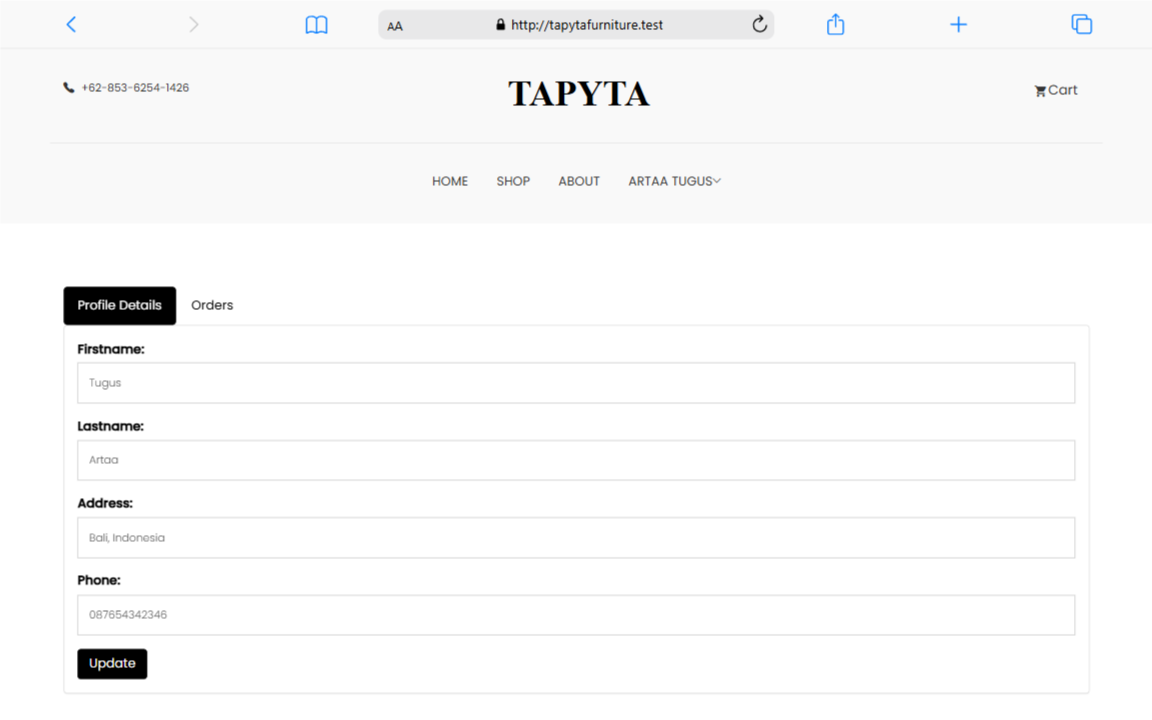 AA http://tapytafurniture.test
+62-853-6254-1426 TAPYTA Cart
HOME SHOP ABOUT ARTAA TUGUS
Profile Details Orders
Firstname:
Tugus
Lastname:
Artaa
Address:
Bali, Indonesia
Phone:
087654342346
Update